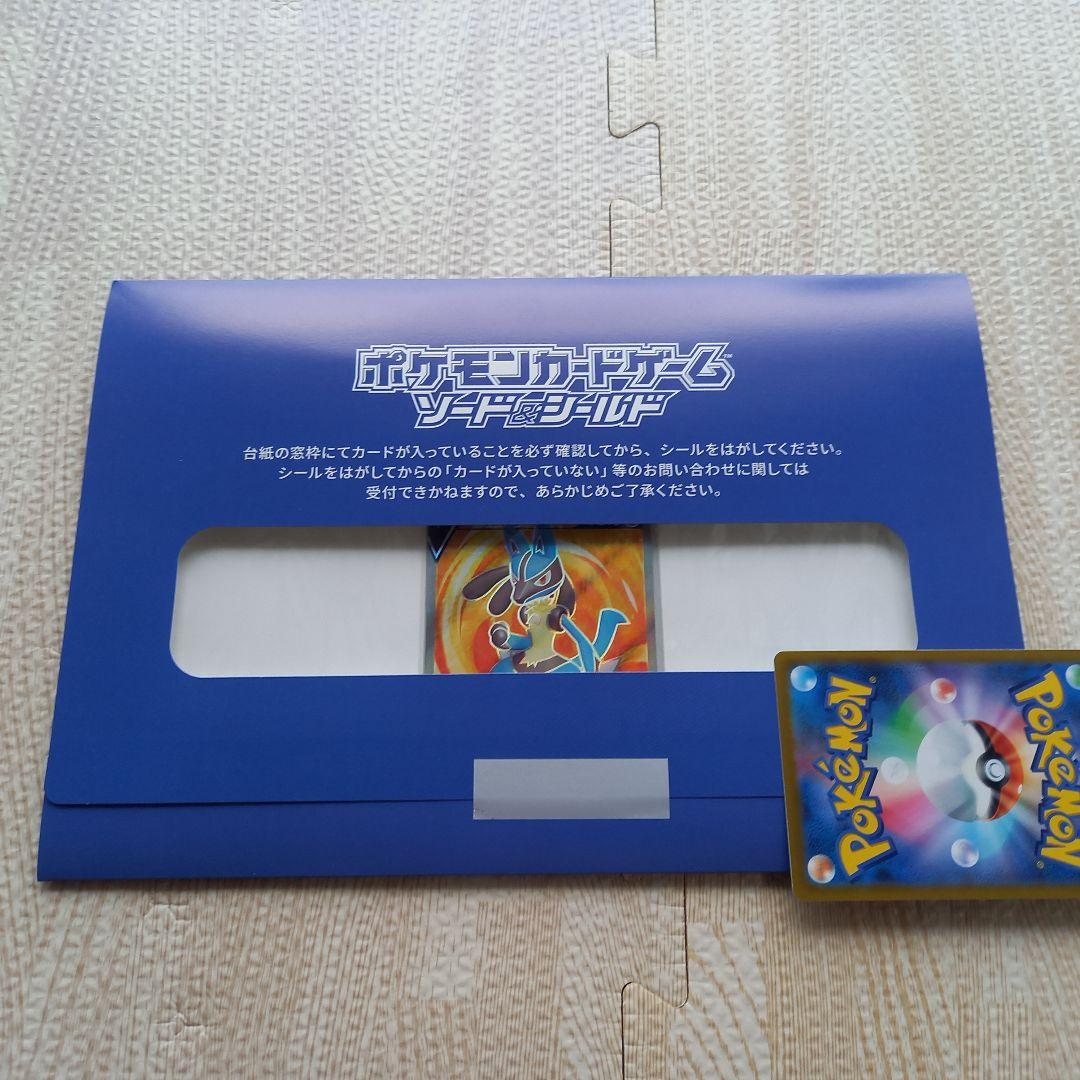 ポケモンカードゲーム™
ソード&シールド
台紙の窓枠にてカードが入っていることを必ず確認してから、シールをはがしてください。
シールをはがしてからの「カードが入っていない」等のお問い合わせに関しては
受付できかねますので、あらかじめご了承ください。
POKéMON®
POKéMON